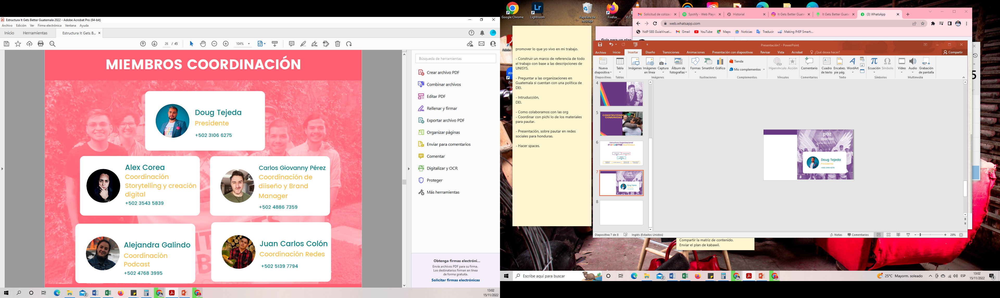 Estructura It Gets Better Guatemala 2022 - Adobe Acrobat Pro (64-bit)
Archivo Edición Ver Firma electrónica Ventana Ayuda
Inicio Herramientas Estructura It Gets B...
26 / 45 104%
MIEMBROS COORDINACIÓN
Doug Tejeda
Presidente
+502 3106 6275
Alex Corea
Coordinación
Storytelling y creación
digital
+502 3543 5839
Carlos Giovanny Pérez
Coordinación de
diiseño y Brand
Manager
+502 4886 7359
Alejandra Galindo
Coordinación
Podcast
+502 4768 3995
Juan Carlos Colón
Coordinación Redes
+502 5139 7794
Búsqueda de herramientas
Crear archivo PDF
Combinar archivos
Editar PDF
Rellenar y firmar
Exportar archivo PDF
Organizar páginas
Enviar para comentarios
Comentar
Digitalizar y OCR
Proteger
Más herramientas
Obtenga firmas electróni...
Envíe archivos PDF para su firma.
Los destinatarios firman en línea
de forma gratuita.
Solicitar firmas electrónicas
13:02
15/11/2022
Google Chrome
Lightroom
Papelera de
reciclaje
Firefox
VLC
promover lo que yo vivo en mi trabajo.
- Construir un marco de referencia de todo
el trabajo con base a las descripciones de
UNISYS.
- Preguntar a las organizaciones en
Guatemala si cuentan con una política de
DEI.
- Intruducción,
DEI.
- Como colaboramos con las org
- Coordinar con pichi lo de los materiales
para pautar.
- Presentación, sobre pautar en redes
sociales para honduras.
- Hacer spaces.
Solicitud de cotizac Spotify - Web Playe Historial It Gets Better Guate It Gets Better Guate (3) WhatsApp
web.whatsapp.com
NdP SEE GuiaViruel... Gmail YouTube Maps Noticias Traducir Making PrEP Smart:...
- Guía para un plan
Presentación1 - PowerPoint
Archivo Inicio Insertar Diseño Transiciones Animaciones Presentación con diapositivas Revisar Vista Acrobat ¿Qué desea hacer? Compartir
Nueva
diapositiva
Tabla
Imágenes
Imágenes
en línea
Captura
Álbum de
fotografías
Formas
SmartArt
Gráfico
Tienda
Mis complementos
Hipervínculo
Acción
Comentario
Cuadro
de texto
Encabez.
pie pág.
WordArt
Ecuación
Símbolo
Vídeo
Audio
Grabación
de pantalla
Diapositivas Tablas Imágenes Ilustraciones Complementos Vínculos Comentarios Texto Símbolos Multimedia
4
5
CONSTRUYENDO
COMUNIDAD
6
Estructura Organizacional
IT GETS BETTER GUATEMALA
7
Doug Tejeda
8
paz
libertad
Doug Tejeda
Presidente
+502 3106 6275
Diapositiva 7 de 8 Inglés (Estados Unidos) Notas Comentarios 28%
Compartir la matriz de contenido.
Enviar el plan de kabawil.
Escribe aquí para buscar
25°C Mayorm. soleado
ESP
13:02
15/11/2022